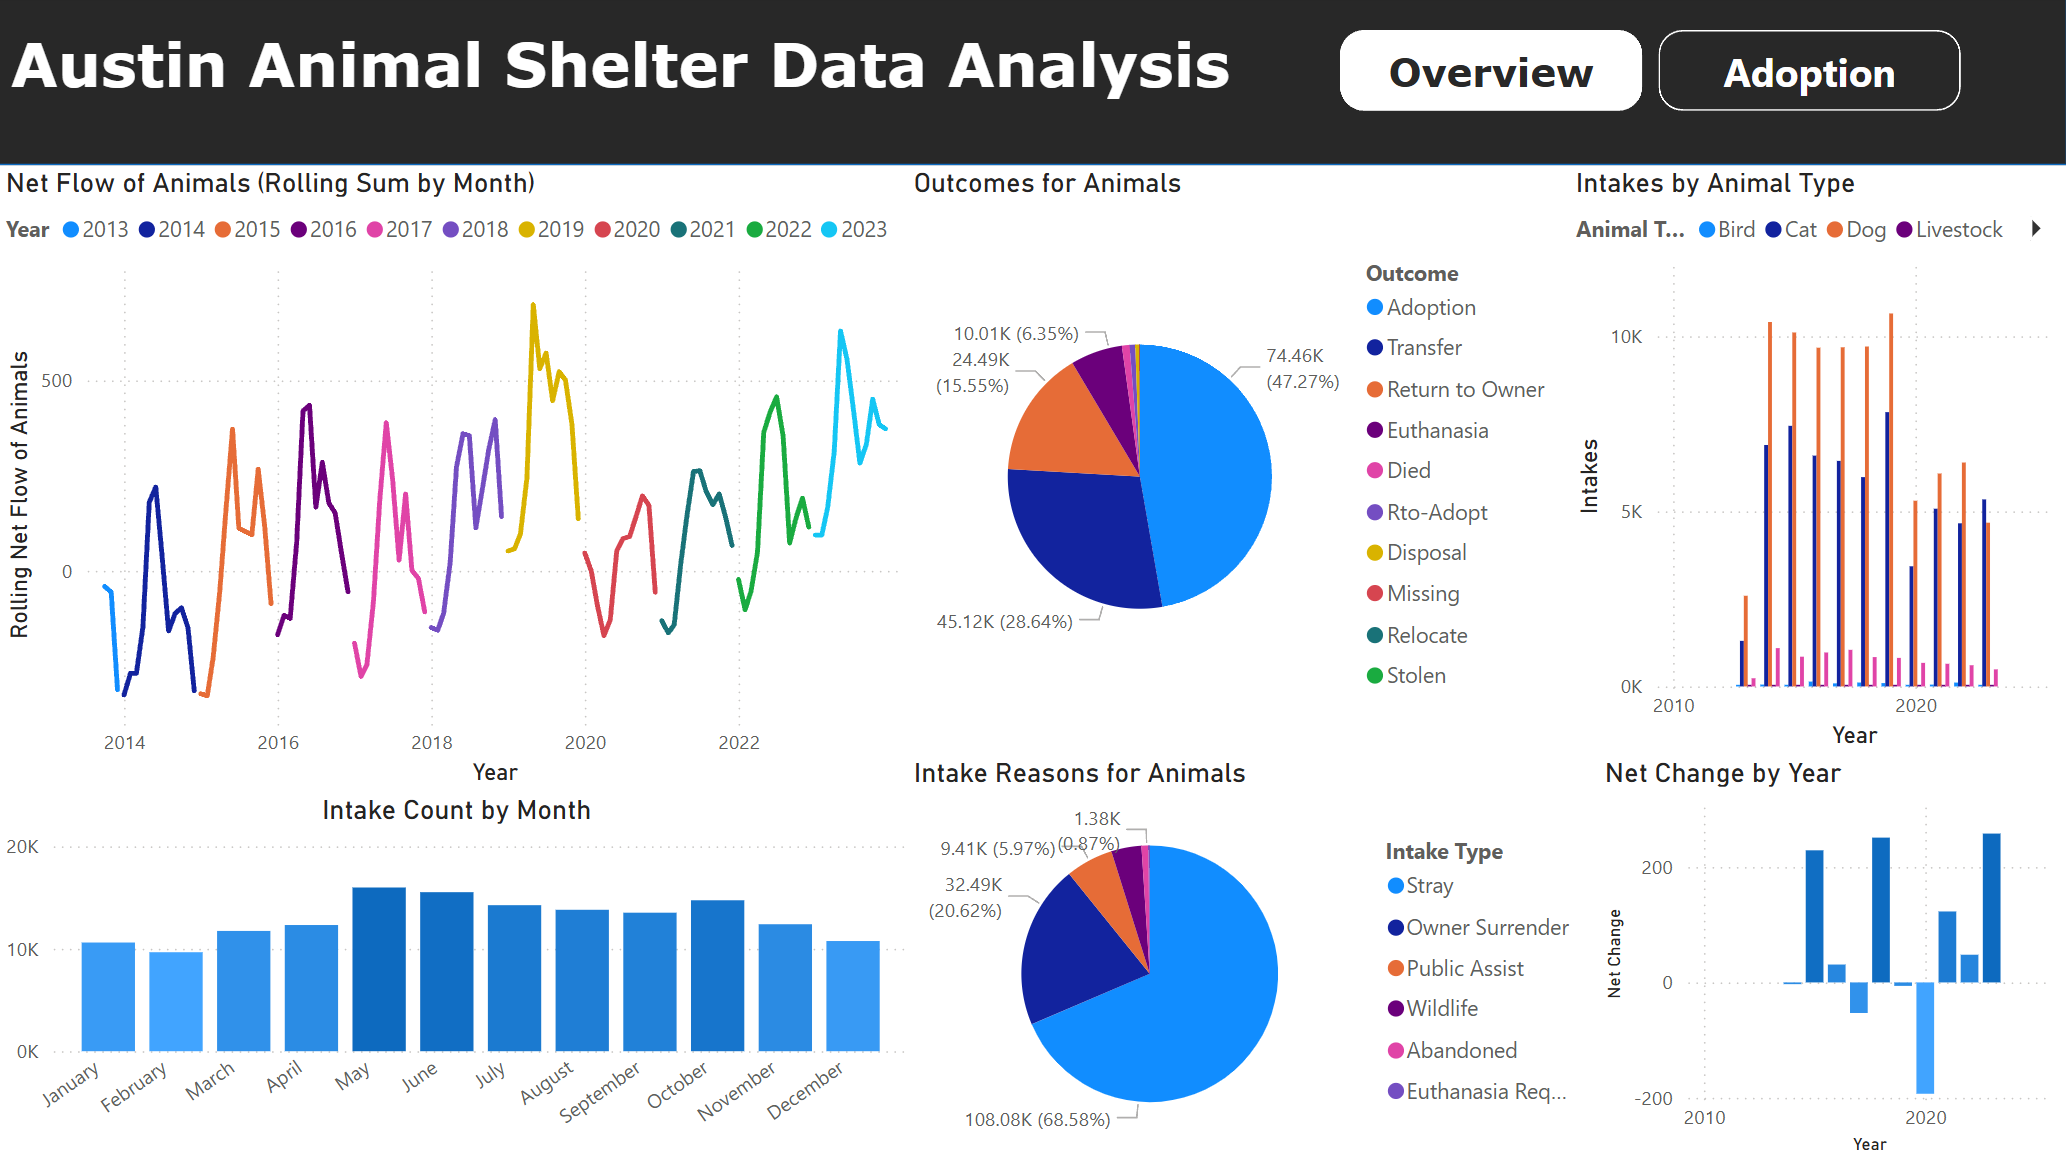 Austin Animal Shelter Data Analysis
Overview
Adoption
Net Flow of Animals (Rolling Sum by Month)
Year 2013 2014 2015 2016 2017 2018 2019 2020 2021 2022 2023
Rolling Net Flow of Animals
500
0
2014 2016 2018 2020 2022
Year
Outcomes for Animals
10.01K (6.35%)
24.49K
(15.55%)
74.46K
(47.27%)
45.12K (28.64%)
Outcome
Adoption
Transfer
Return to Owner
Euthanasia
Died
Rto-Adopt
Disposal
Missing
Relocate
Stolen
Intakes by Animal Type
Animal T... Bird Cat Dog Livestock
Intakes
10K
5K
0K
2010 2020
Year
Intake Count by Month
20K
10K
0K
January February March April May June July August September October November December
Intake Reasons for Animals
1.38K
(0.87%)
9.41K (5.97%)
32.49K
(20.62%)
108.08K (68.58%)
Intake Type
Stray
Owner Surrender
Public Assist
Wildlife
Abandoned
Euthanasia Req...
Net Change by Year
Net Change
200
0
-200
2010 2020
Year